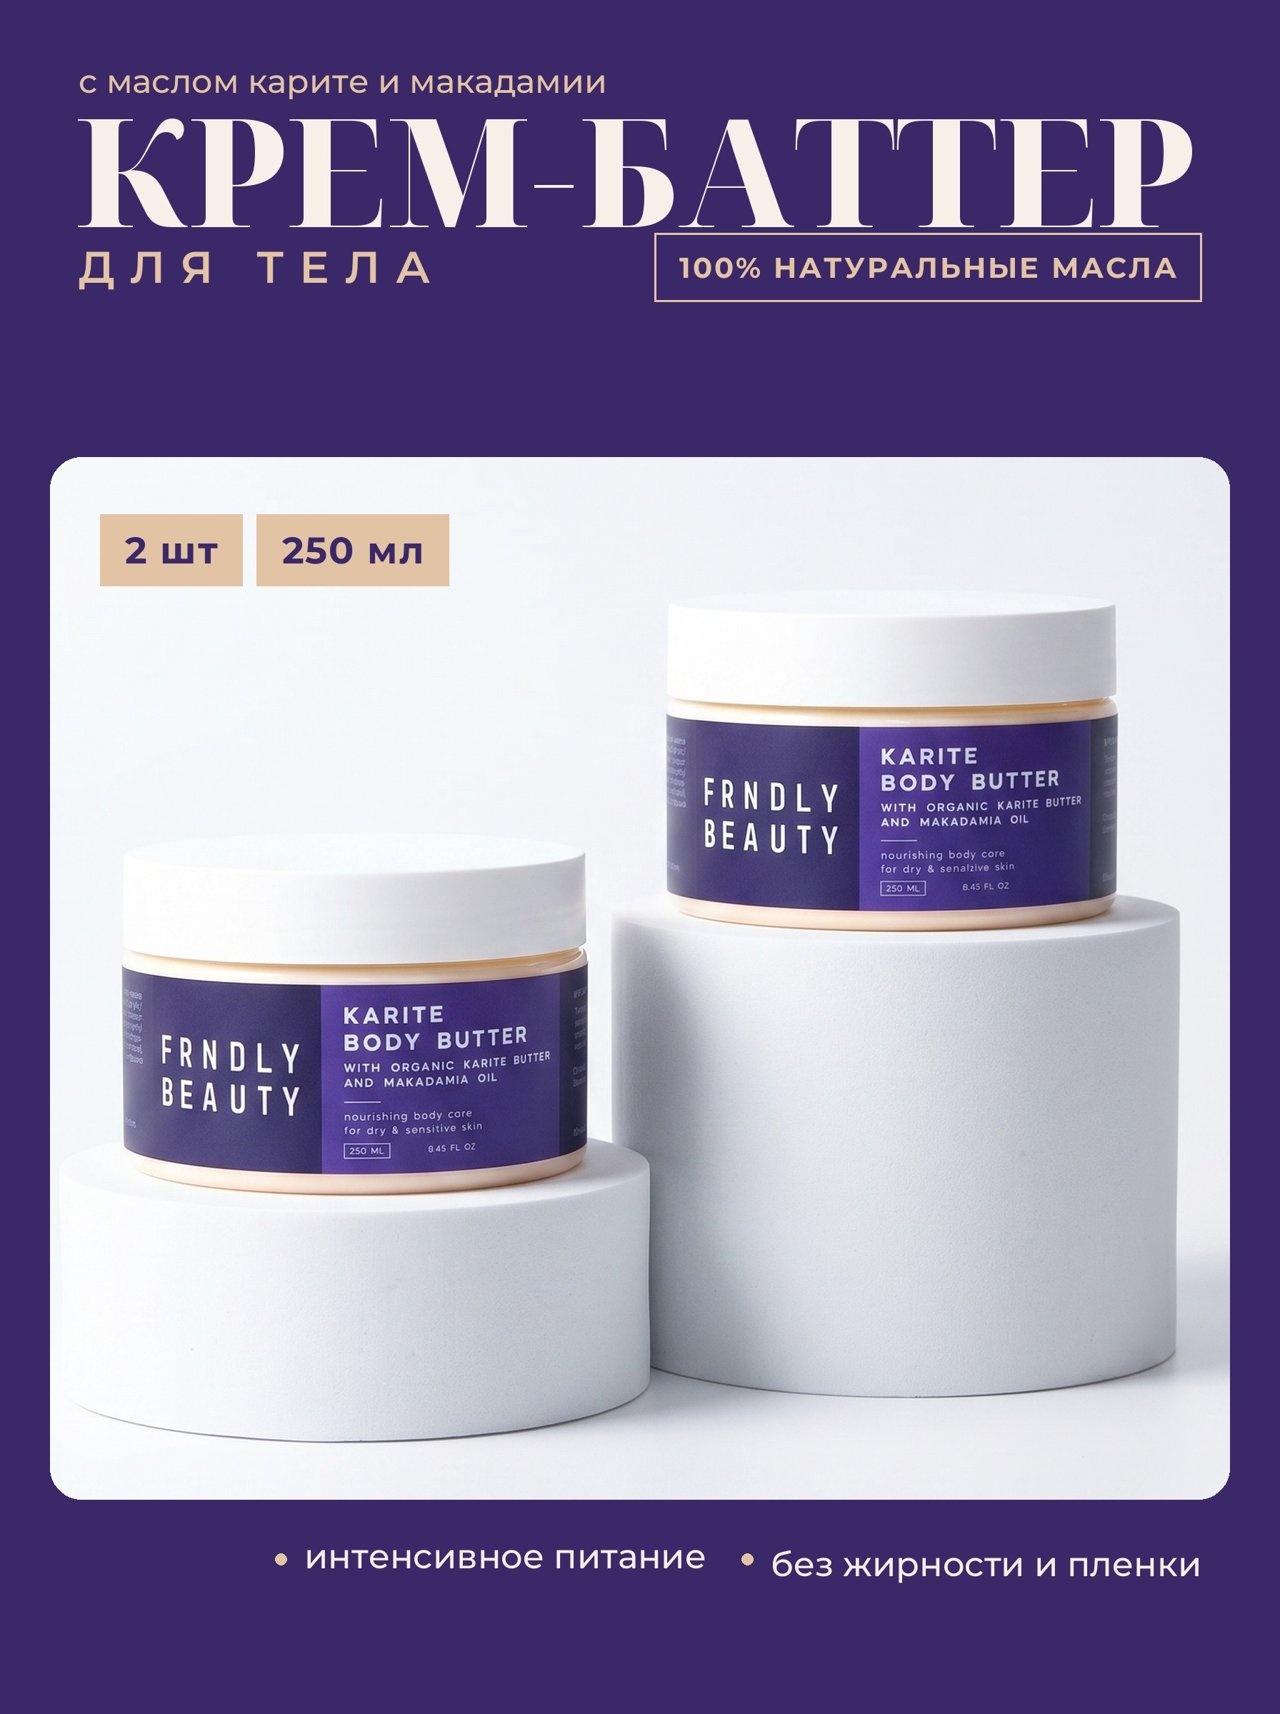 с маслом карите и макадамии
КРЕМ-БАТТЕР
ДЛЯ ТЕЛА
100% НАТУРАЛЬНЫЕ МАСЛА
2 шт
250 мл
FRNDLY
BEAUTY
KARITE
BODY BUTTER
WITH ORGANIC KARITE BUTTER
AND MAKADAMIA OIL
nourishing body care
for dry & senalzive skin
250 ML
8.45 FL OZ
FRNDLY
BEAUTY
KARITE
BODY BUTTER
WITH ORGANIC KARITE BUTTER
AND MAKADAMIA OIL
nourishing body care
for dry & sensitive skin
250 ML
8.45 FL OZ
интенсивное питание
без жирности и пленки